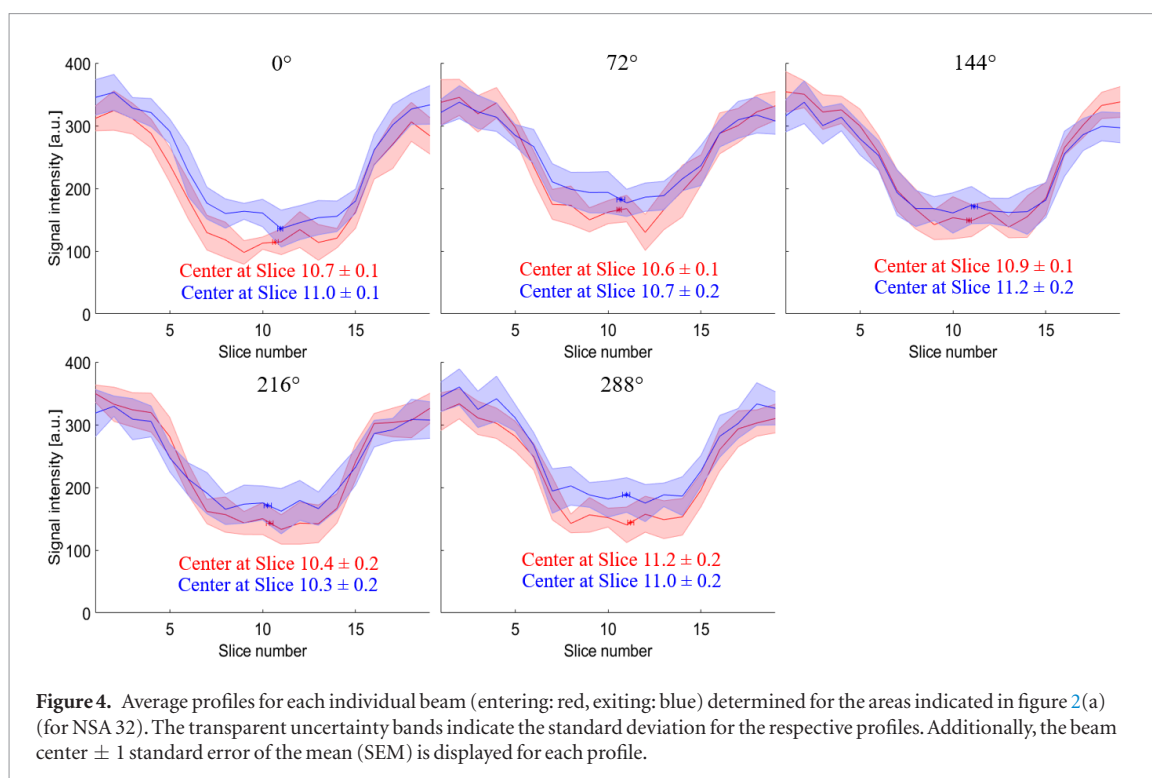 0°
72°
144°
400
300
200
100
0
Signal intensity [a.u.]
Center at Slice 10.7 ± 0.1
Center at Slice 11.0 ± 0.1
Center at Slice 10.6 ± 0.1
Center at Slice 10.7 ± 0.2
Center at Slice 10.9 ± 0.1
Center at Slice 11.2 ± 0.2
5 10 15
5 10 15
5 10 15
Slice number
Slice number
Slice number
216°
288°
400
300
200
100
0
Signal intensity [a.u.]
Center at Slice 10.4 ± 0.2
Center at Slice 10.3 ± 0.2
Center at Slice 11.2 ± 0.2
Center at Slice 11.0 ± 0.2
5 10 15
5 10 15
Slice number
Slice number
Figure 4. Average profiles for each individual beam (entering: red, exiting: blue) determined for the areas indicated in figure 2(a)
(for NSA 32). The transparent uncertainty bands indicate the standard deviation for the respective profiles. Additionally, the beam
center ± 1 standard error of the mean (SEM) is displayed for each profile.